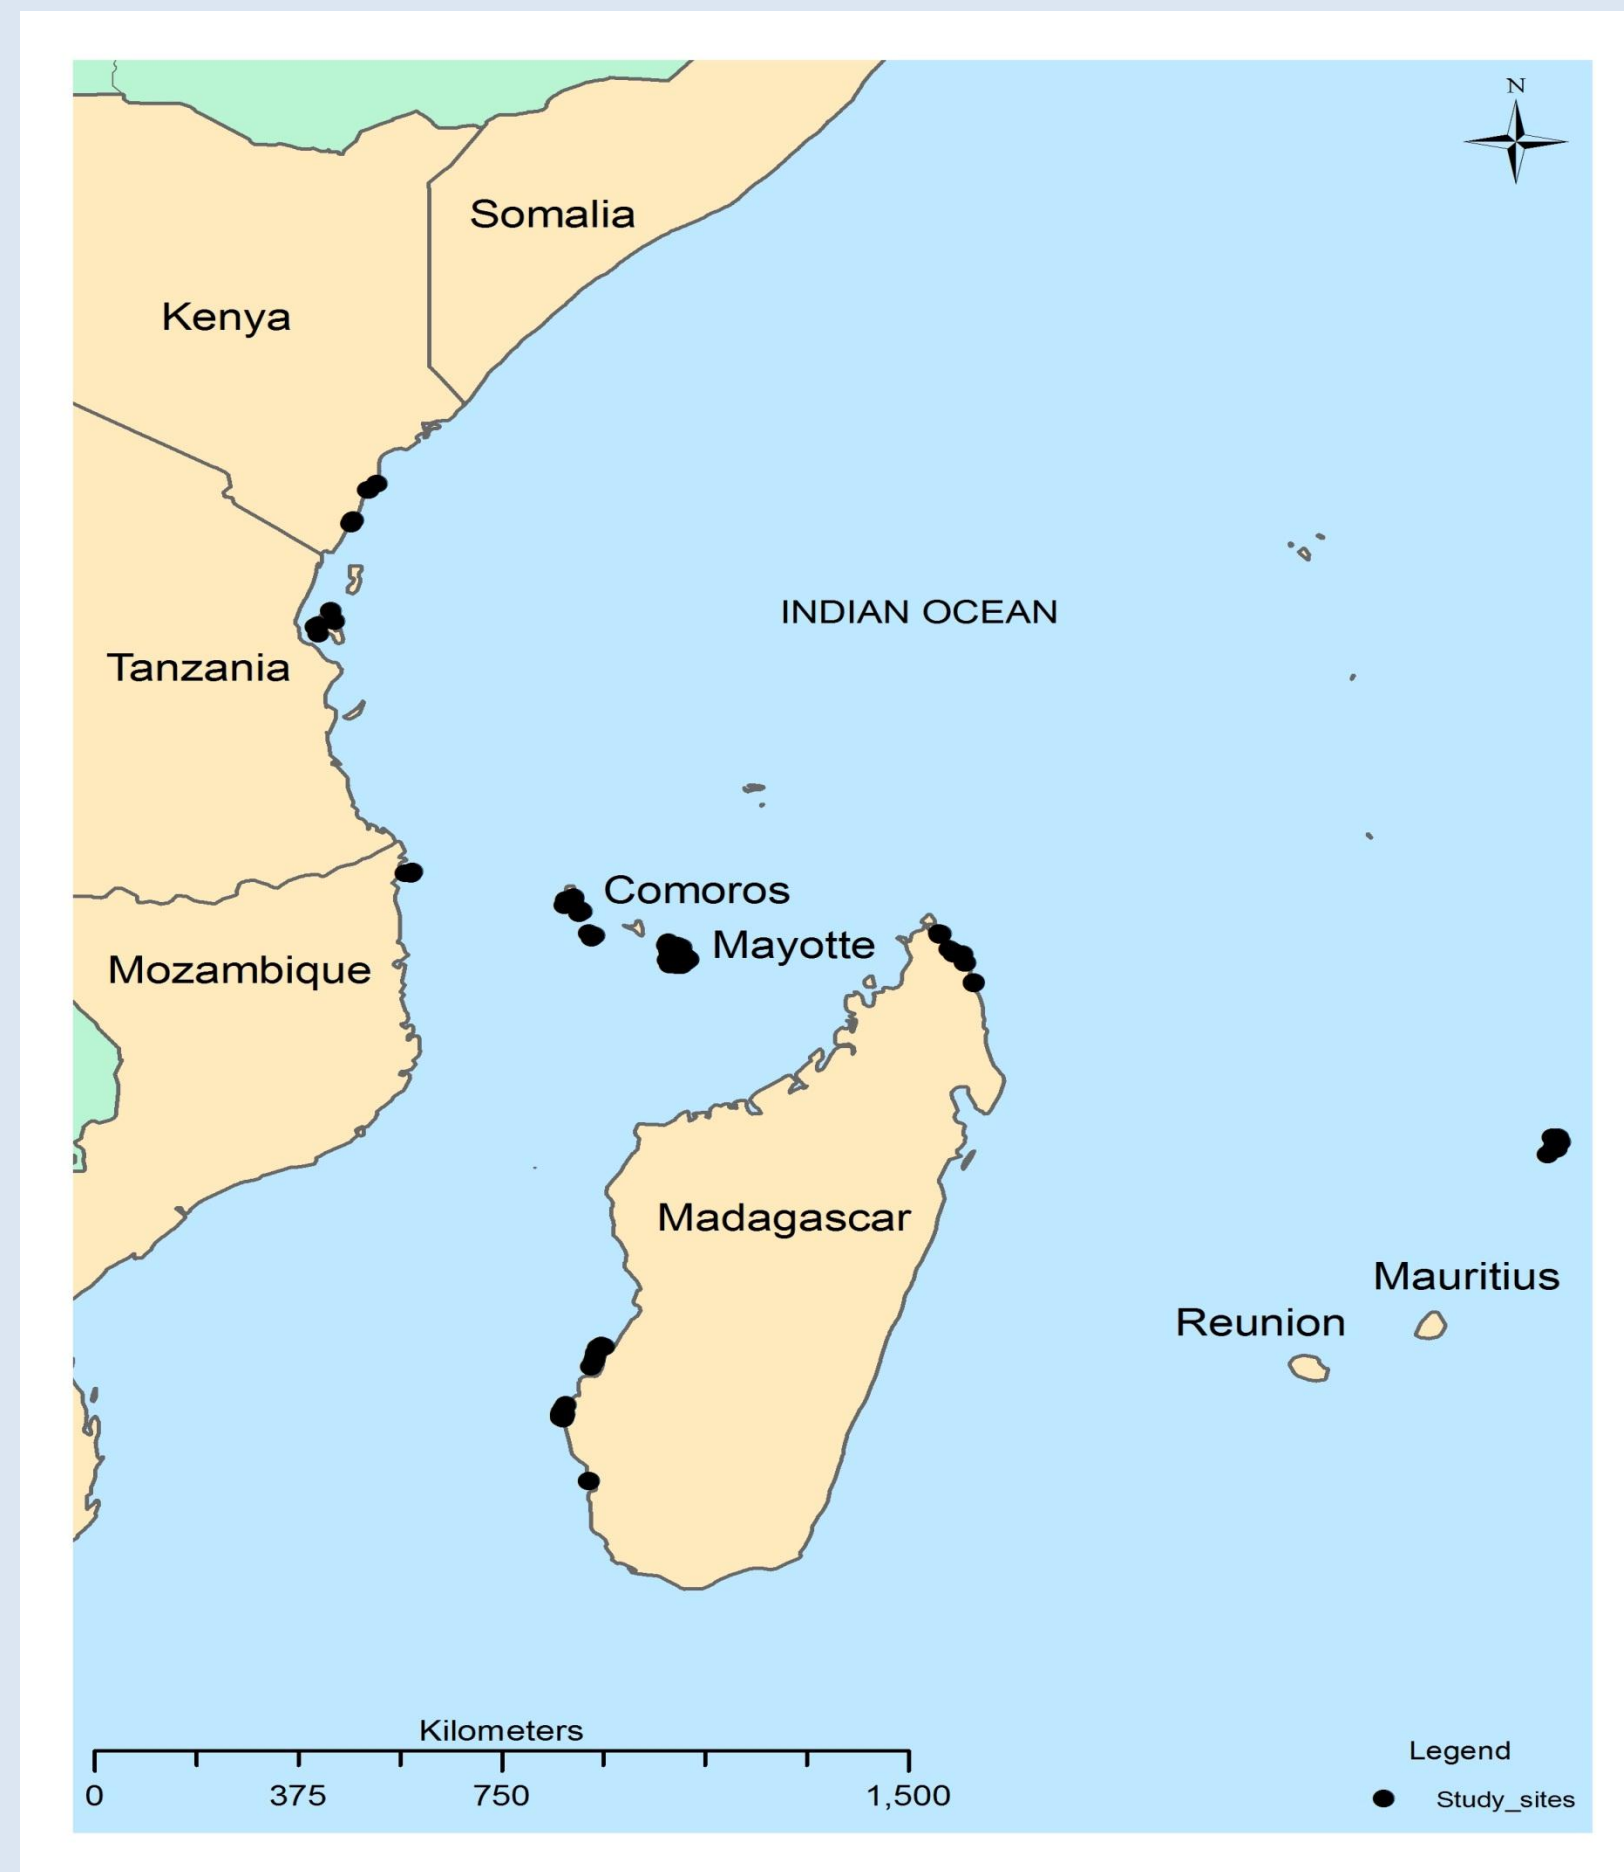 N
Somalia
Kenya
INDIAN OCEAN
Tanzania
Comoros
Mayotte
Mozambique
Madagascar
Mauritius
Reunion
Kilometers
0 375 750 1,500
Legend
Study_sites